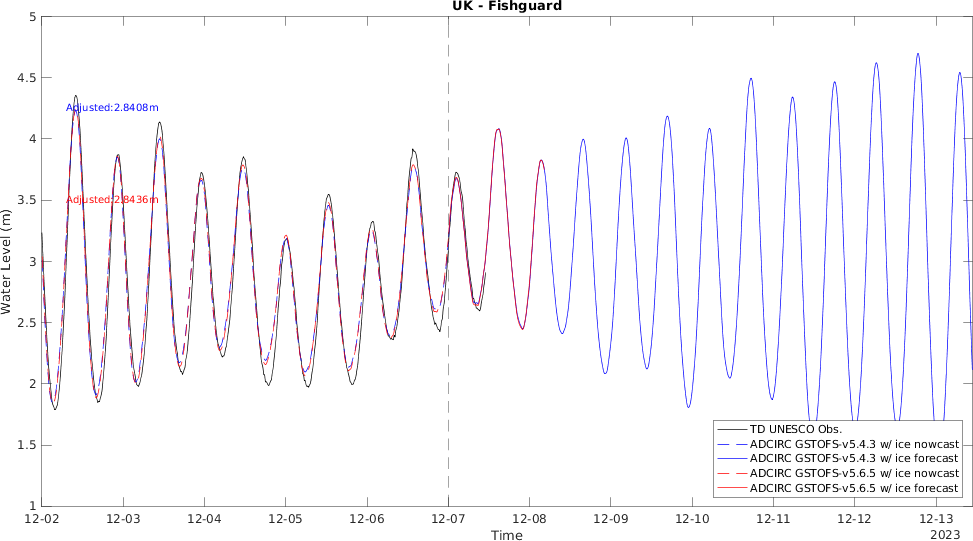 UK - Fishguard
5
4.5
4
3.5
3
2.5
2
1.5
1
Water Level (m)
Adjusted:2.8408m
Adjusted:2.8436m
TD UNESCO Obs.
ADCIRC GSTOFS-v5.4.3 w/ ice nowcast
ADCIRC GSTOFS-v5.4.3 w/ ice forecast
ADCIRC GSTOFS-v5.6.5 w/ ice nowcast
ADCIRC GSTOFS-v5.6.5 w/ ice forecast
12-02 12-03 12-04 12-05 12-06 12-07 12-08 12-09 12-10 12-11 12-12 12-13
Time
2023